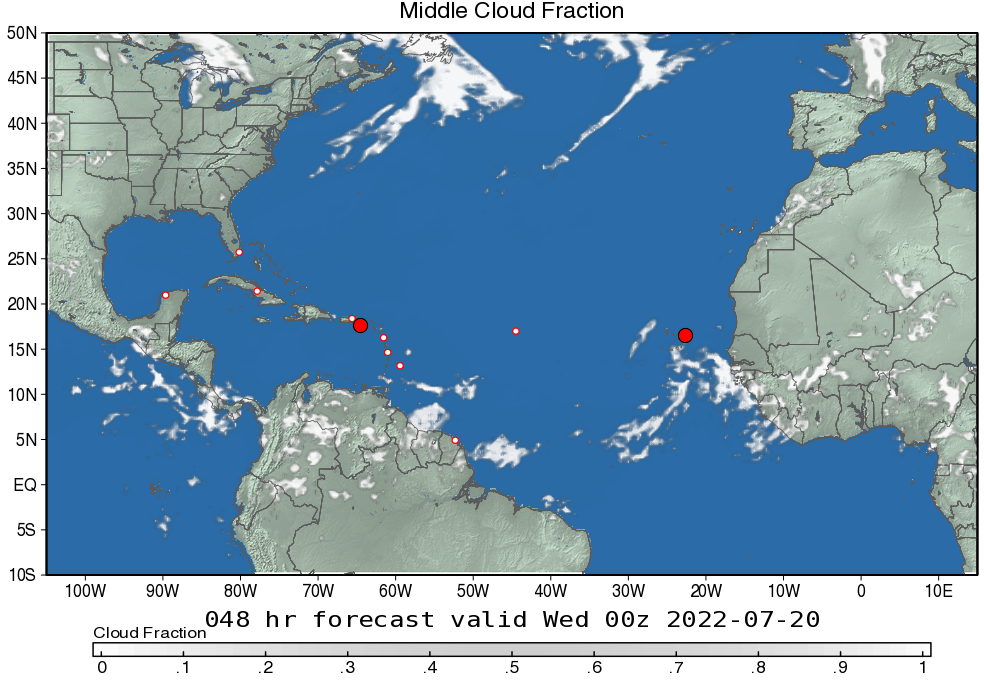 Middle Cloud Fraction
50N
45N
40N
35N
30N
25N
20N
15N
10N
5N
EQ
5S
10S
100W 90W 80W 70W 60W 50W 40W 30W 20W 10W 0 10E
048 hr forecast valid Wed 00z 2022-07-20
Cloud Fraction
0 .1 .2 .3 .4 .5 .6 .7 .8 .9 1